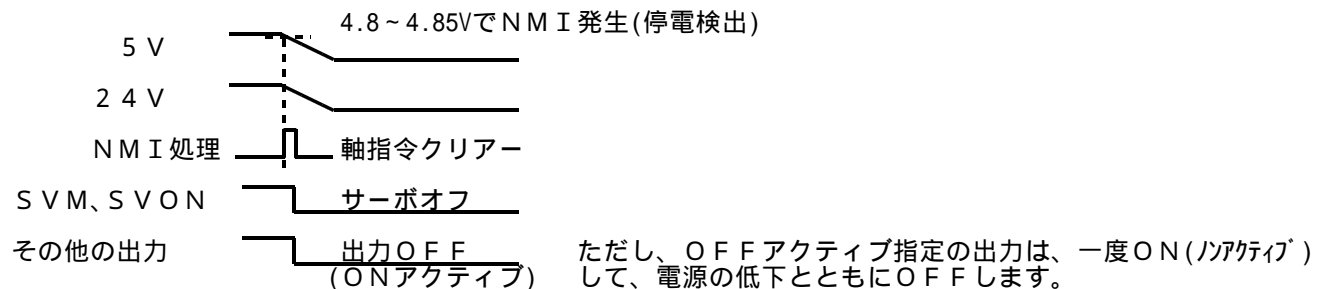 4.8~4.85VでNMI発生(停電検出)
5V
24V
NMI処理 軸指令クリアー
SVM、SVON サーボオフ
その他の出力 出力OFF ただし、OFFアクティブ指定の出力は、一度ON(ﾉﾝｱｸﾃｨﾌﾞ)
(ONアクティブ) して、電源の低下とともにOFFします。